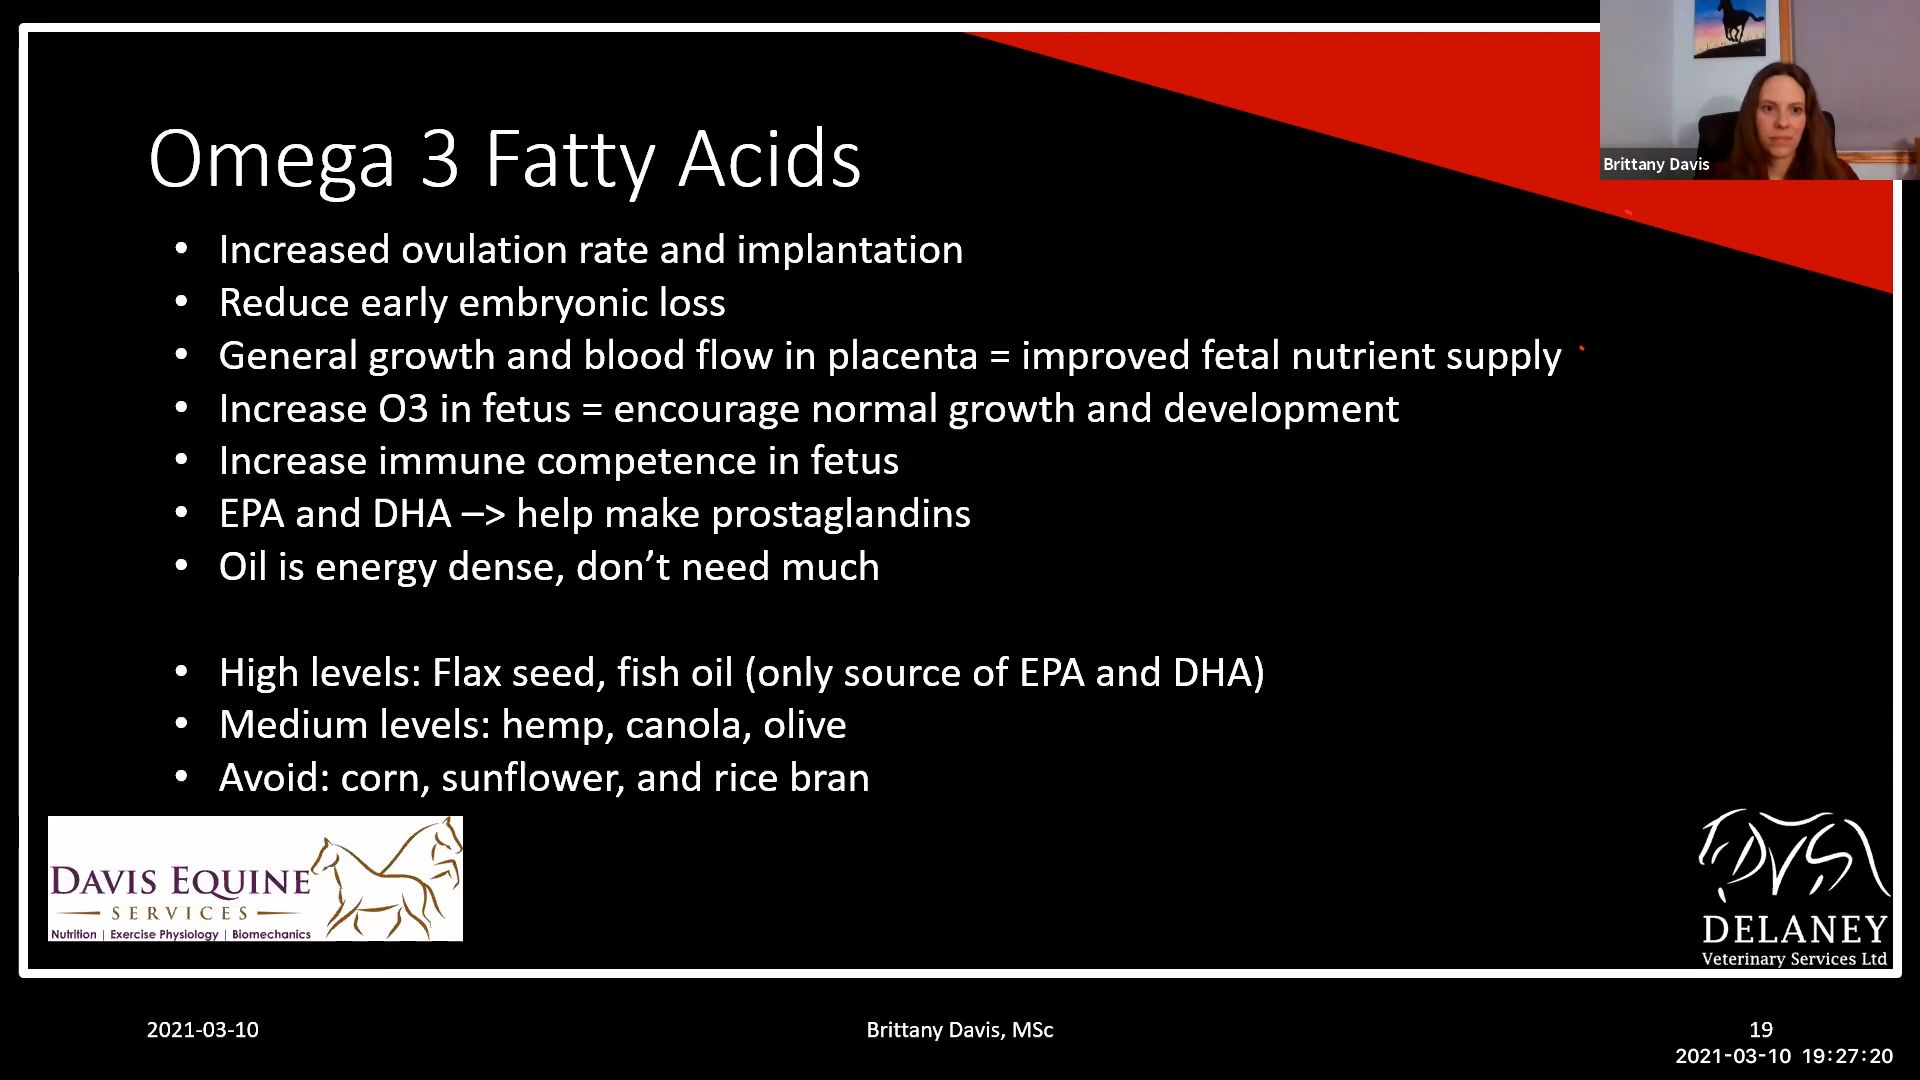 Brittany Davis
Omega 3 Fatty Acids
• Increased ovulation rate and implantation
• Reduce early embryonic loss
• General growth and blood flow in placenta = improved fetal nutrient supply
• Increase O3 in fetus = encourage normal growth and development
• Increase immune competence in fetus
• EPA and DHA –> help make prostaglandins
• Oil is energy dense, don’t need much
• High levels: Flax seed, fish oil (only source of EPA and DHA)
• Medium levels: hemp, canola, olive
• Avoid: corn, sunflower, and rice bran
DAVIS EQUINE
SERVICES
Nutrition | Exercise Physiology | Biomechanics
DVS
DELANEY
Veterinary Services Ltd
2021-03-10
Brittany Davis, MSc
19
2021-03-10 19:27:20